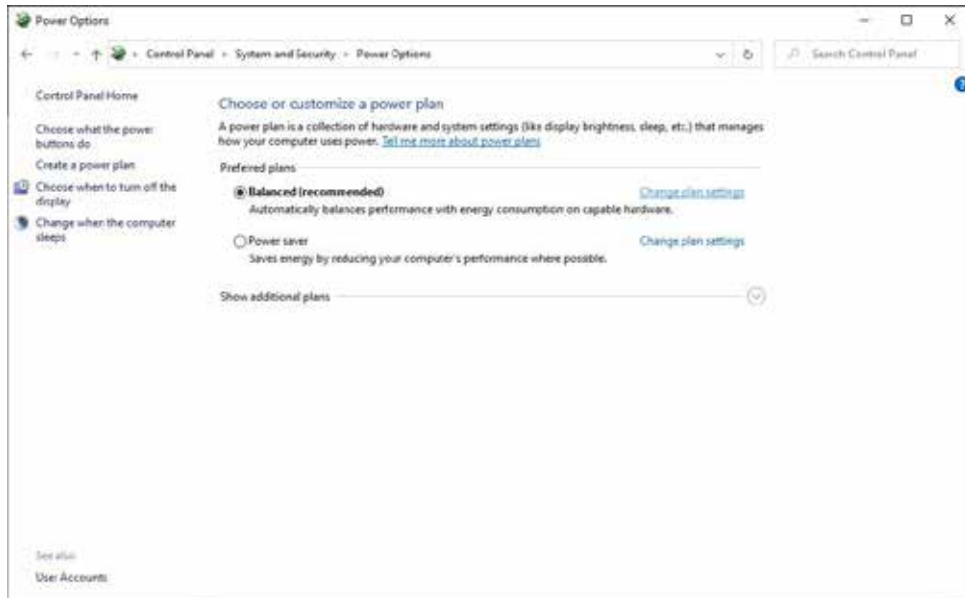 Power Options
Control Panel
System and Security
Power Options
Search Control Panel
Control Panel Home
Choose what the power
buttons do
Create a power plan
Choose when to turn off the
display
Change when the computer
sleeps
Choose or customize a power plan
A power plan is a collection of hardware and system settings (like display brightness, sleep, etc.) that manages
how your computer uses power. Tell me more about power plans
Preferred plans
Balanced (recommended)
Change plan settings
Automatically balances performance with energy consumption on capable hardware.
Power saver
Change plan settings
Saves energy by reducing your computer's performance where possible.
Show additional plans
See also
User Accounts